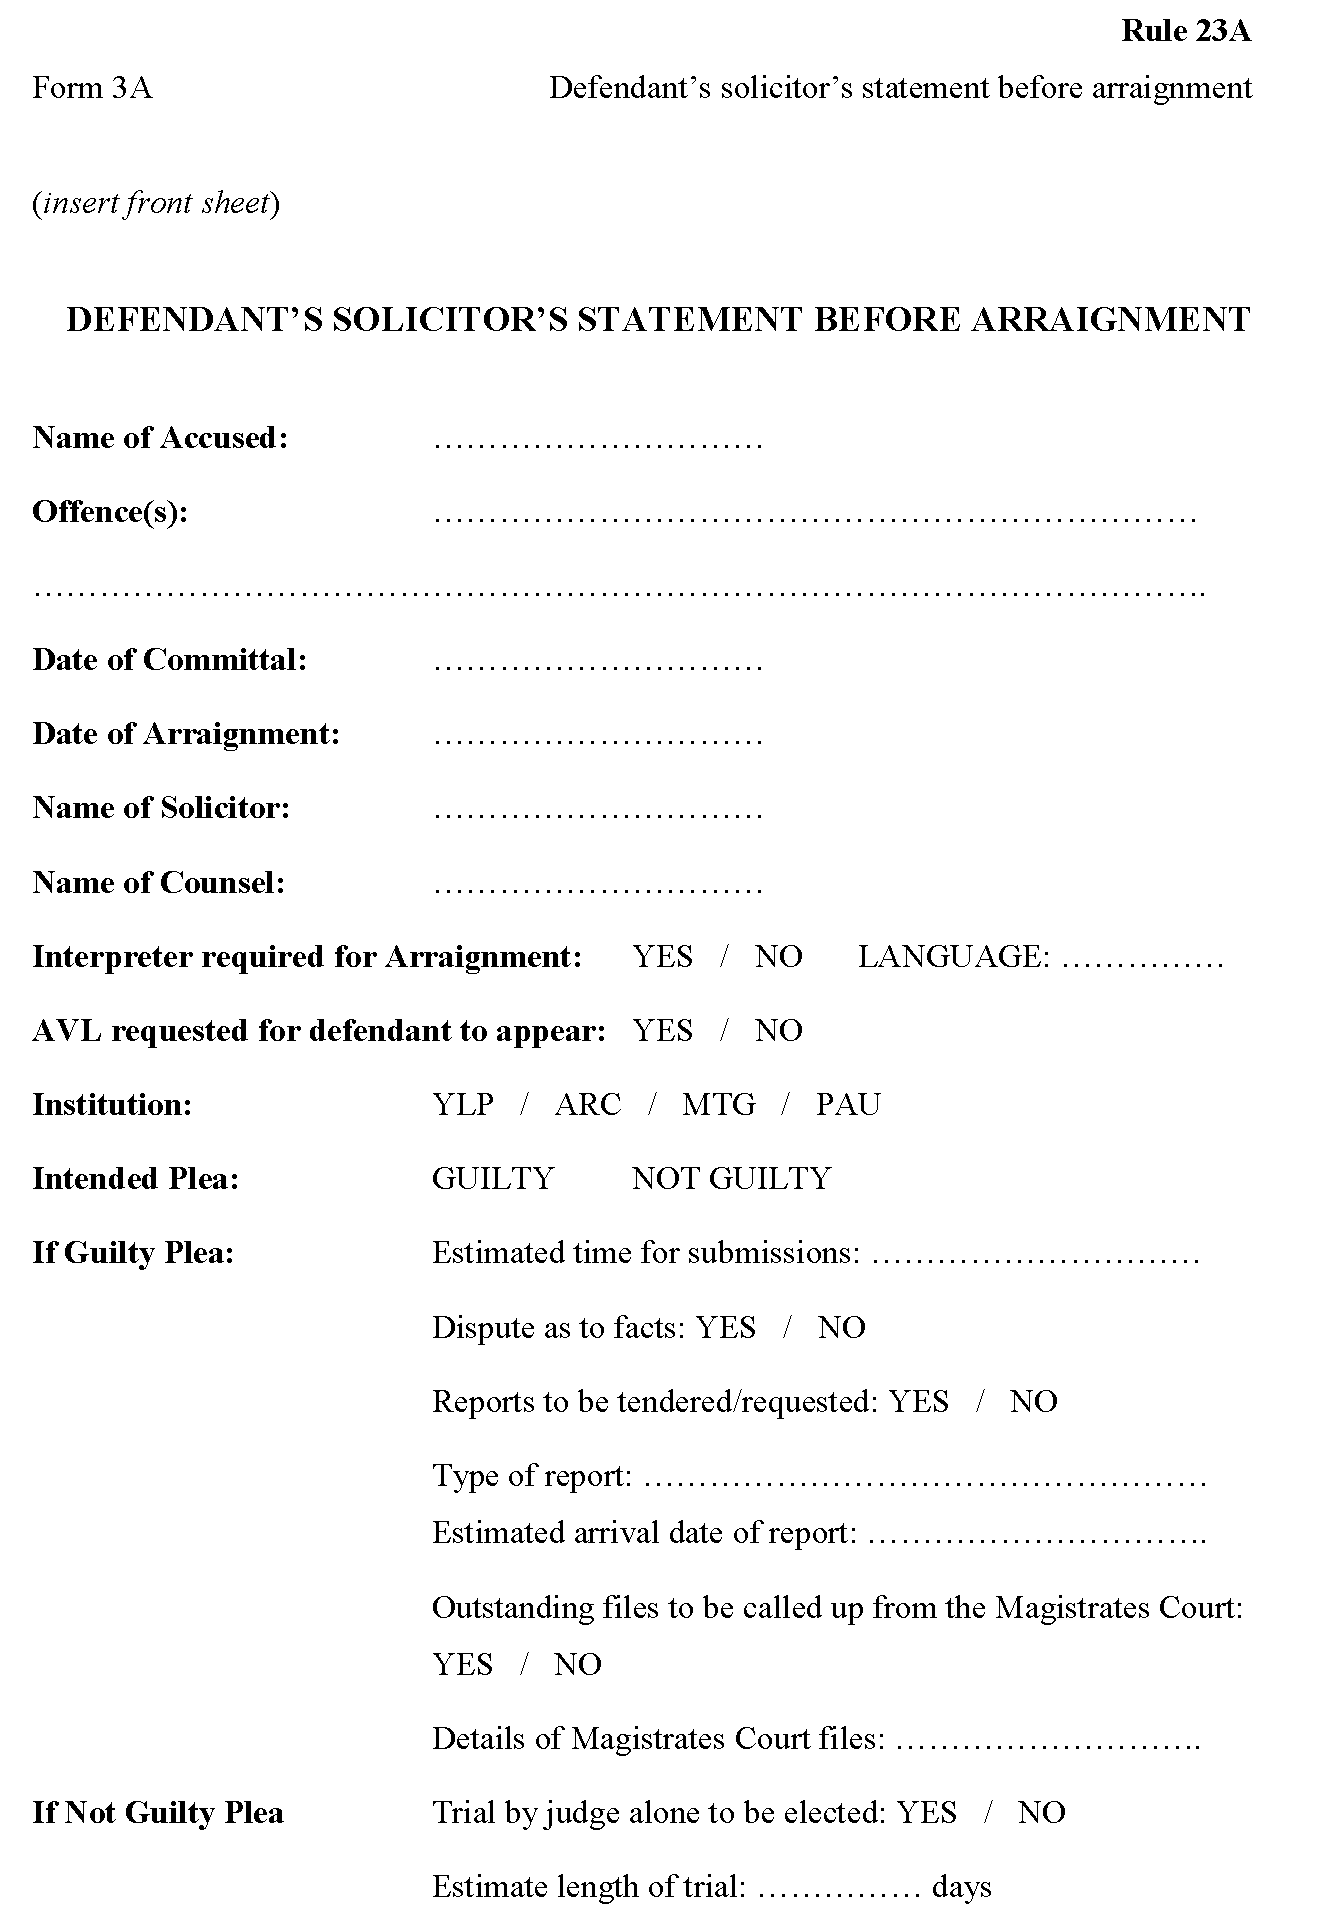 Rule 23A
Form 3A Defendant’s solicitor’s statement before arraignment
(insert front sheet)
DEFENDANT’S SOLICITOR’S STATEMENT BEFORE ARRAIGNMENT
Name of Accused: …………………………
Offence(s): ……………………………………………………………
…………………………………………………………………………………………….
Date of Committal: …………………………
Date of Arraignment: …………………………
Name of Solicitor: …………………………
Name of Counsel: …………………………
Interpreter required for Arraignment: YES / NO LANGUAGE: ……………
AVL requested for defendant to appear: YES / NO
Institution: YLP / ARC / MTG / PAU
Intended Plea: GUILTY NOT GUILTY
If Guilty Plea: Estimated time for submissions: …………………………
Dispute as to facts: YES / NO
Reports to be tendered/requested: YES / NO
Type of report: ……………………………………………
Estimated arrival date of report: ………………………….
Outstanding files to be called up from the Magistrates Court:
YES / NO
Details of Magistrates Court files: ……………………….
If Not Guilty Plea Trial by judge alone to be elected: YES / NO
Estimate length of trial: …………… days